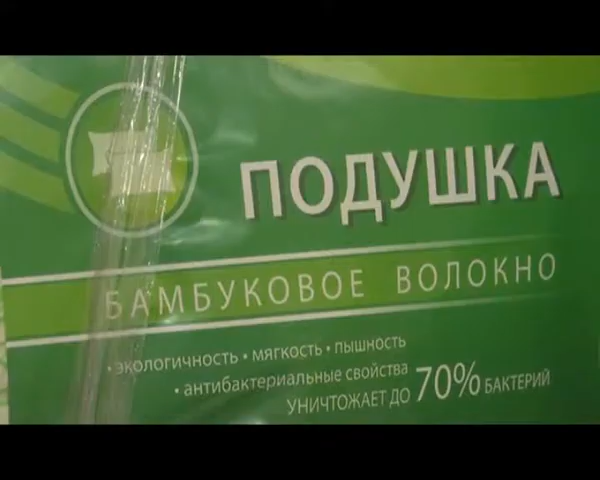 ПОДУШКА
БАМБУКОВОЕ ВОЛОКНО
• экологичность • мягкость • пышность
• антибактериальные свойства
УНИЧТОЖАЕТ ДО 70% БАКТЕРИЙ